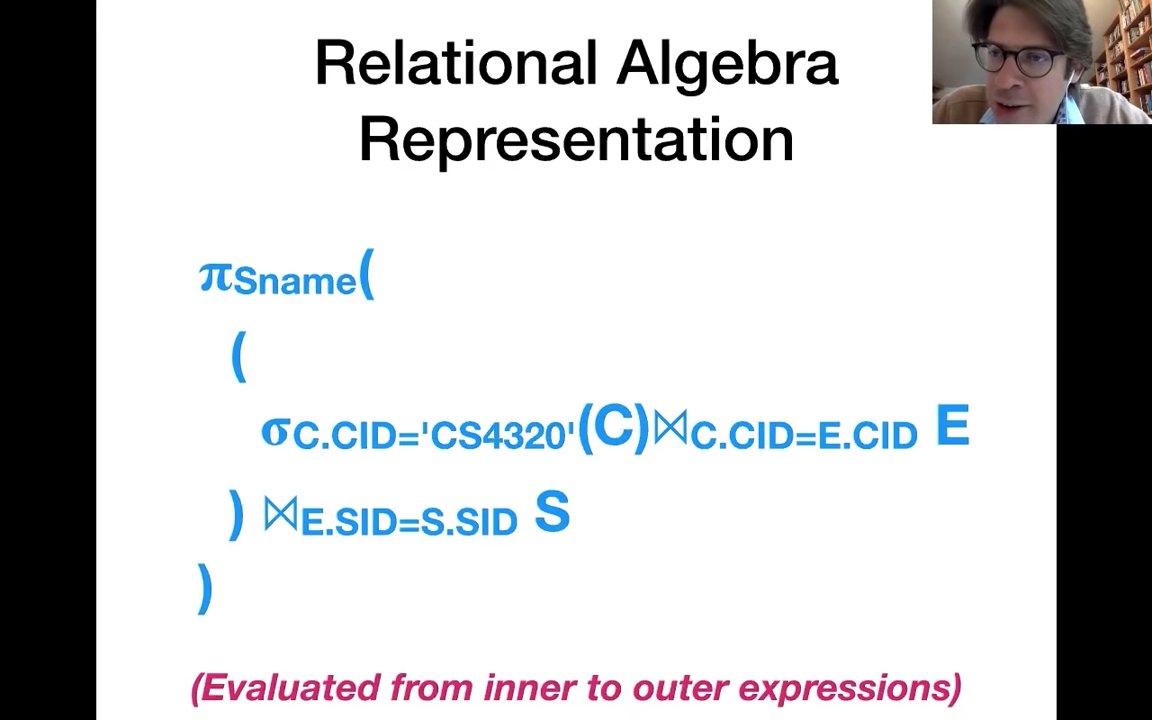 Relational Algebra
Representation
πSname(
(
σC.CID='CS4320'(C)⋈C.CID=E.CID E
) ⋈E.SID=S.SID S
)
(Evaluated from inner to outer expressions)